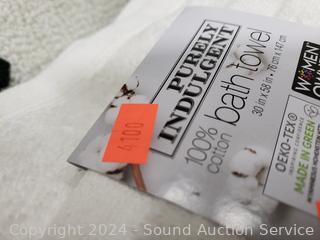 PURELY
INDULGENT
100%
cotton
bath towel
30 in x 58 in • 76 cm x 147 cm
4100
WOMEN
OEKO-TEX®
MADE IN GREEN
Copyright 2024 - Sound Auction Service